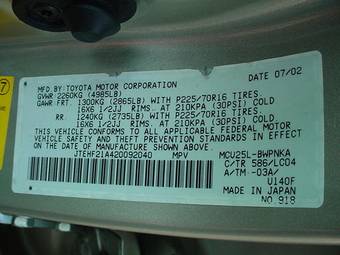 7
DATE 07/02
MFD.BY:TOYOTA MOTOR CORPORATION
GVWR 2260KG (4985LB)
GAWR FRT. 1300KG (2865LB) WITH P225/70R16 TIRES.
16X6 1/2JJ RIMS. AT 210KPA (30PSI) COLD
RR 1240KG (2735LB) WITH P225/70R16 TIRES.
16X6 1/2JJ RIMS. AT 210KPA (30PSI) COLD
THIS VEHICLE CONFORMS TO ALL APPLICABLE FEDERAL MOTOR
VEHICLE SAFETY AND THEFT PREVENTION STANDARDS IN EFFECT
ON THE DATE OF MANUFACTURE SHOWN ABOVE.
JTEHF21A420092040 MPV MCU25L-BWPNKA
C/TR 586/LC04
A/TM -03A/
U140F
MADE IN JAPAN
NO.918